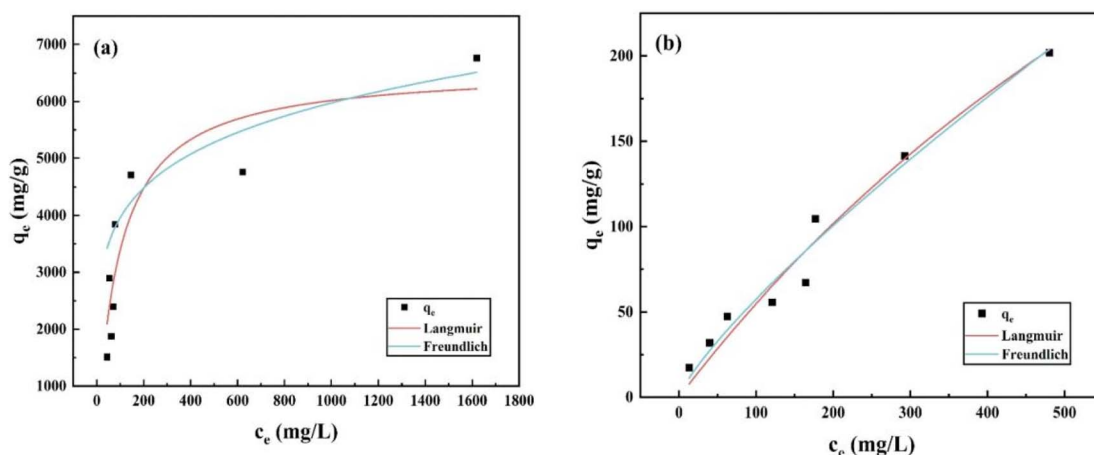 (a)
qₑ (mg/g)
7000
6000
5000
4000
3000
2000
1000
0 200 400 600 800 1000 1200 1400 1600 1800
cₑ (mg/L)
qₑ
Langmuir
Freundlich
(b)
qₑ (mg/g)
200
150
100
50
0
0 100 200 300 400 500
cₑ (mg/L)
qₑ
Langmuir
Freundlich